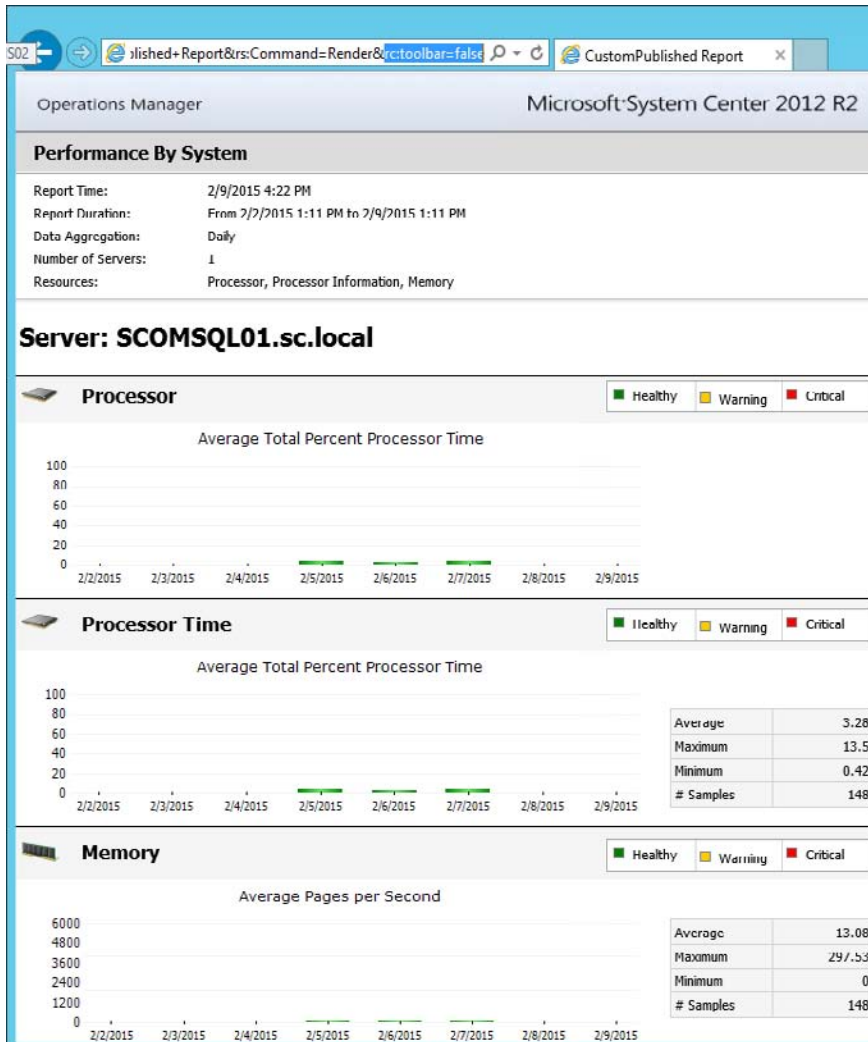 S02
blished+Report&rs:Command=Render&rc:toolbar=false
CustomPublished Report
Operations Manager
Microsoft System Center 2012 R2
Performance By System
Report Time: 2/9/2015 4:22 PM
Report Duration: From 2/2/2015 1:11 PM to 2/9/2015 1:11 PM
Data Aggregation: Daily
Number of Servers: 1
Resources: Processor, Processor Information, Memory
Server: SCOMSQL01.sc.local
Processor Healthy Warning Critical
Average Total Percent Processor Time
100
80
60
40
20
0
2/2/2015 2/3/2015 2/4/2015 2/5/2015 2/6/2015 2/7/2015 2/8/2015 2/9/2015
Processor Time Healthy Warning Critical
Average Total Percent Processor Time
100
80
60
40
20
0
2/2/2015 2/3/2015 2/4/2015 2/5/2015 2/6/2015 2/7/2015 2/8/2015 2/9/2015
Average 3.28
Maximum 13.5
Minimum 0.42
# Samples 148
Memory Healthy Warning Critical
Average Pages per Second
6000
4800
3600
2400
1200
0
2/2/2015 2/3/2015 2/4/2015 2/5/2015 2/6/2015 2/7/2015 2/8/2015 2/9/2015
Average 13.08
Maximum 297.53
Minimum 0
# Samples 148